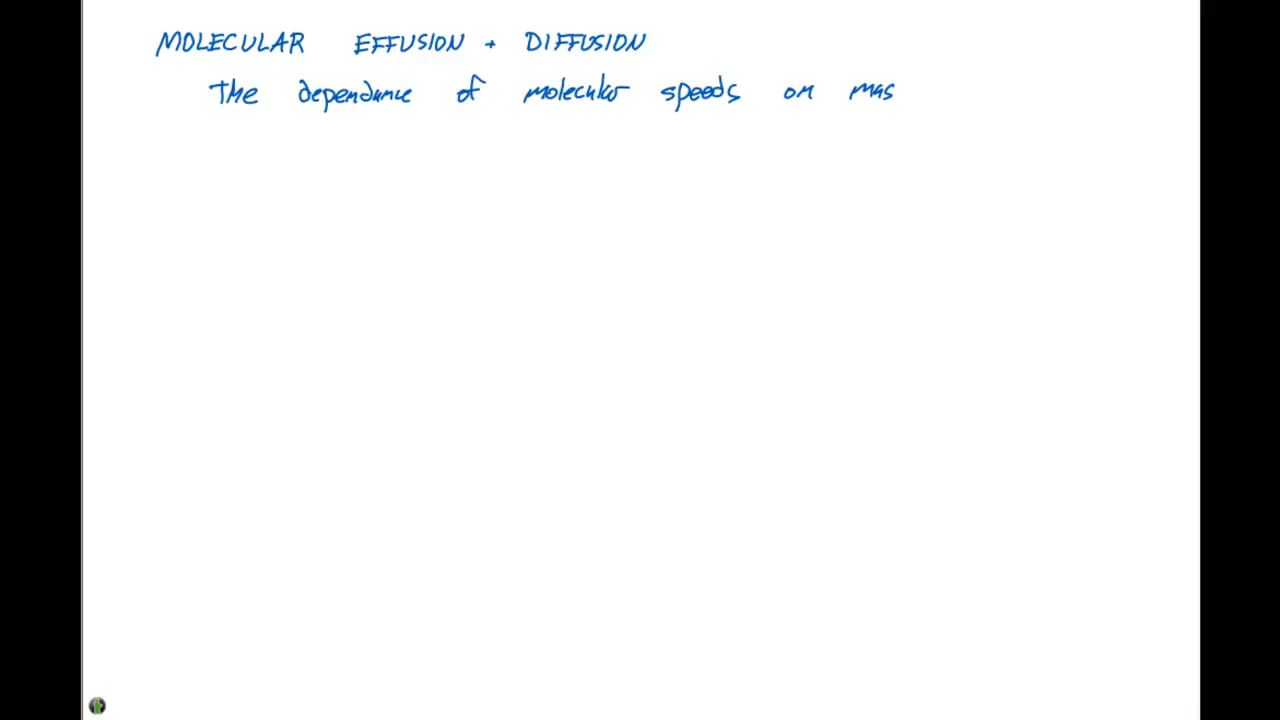 MOLECULAR EFFUSION + DIFFUSION
The dependance of molecular speeds on mas